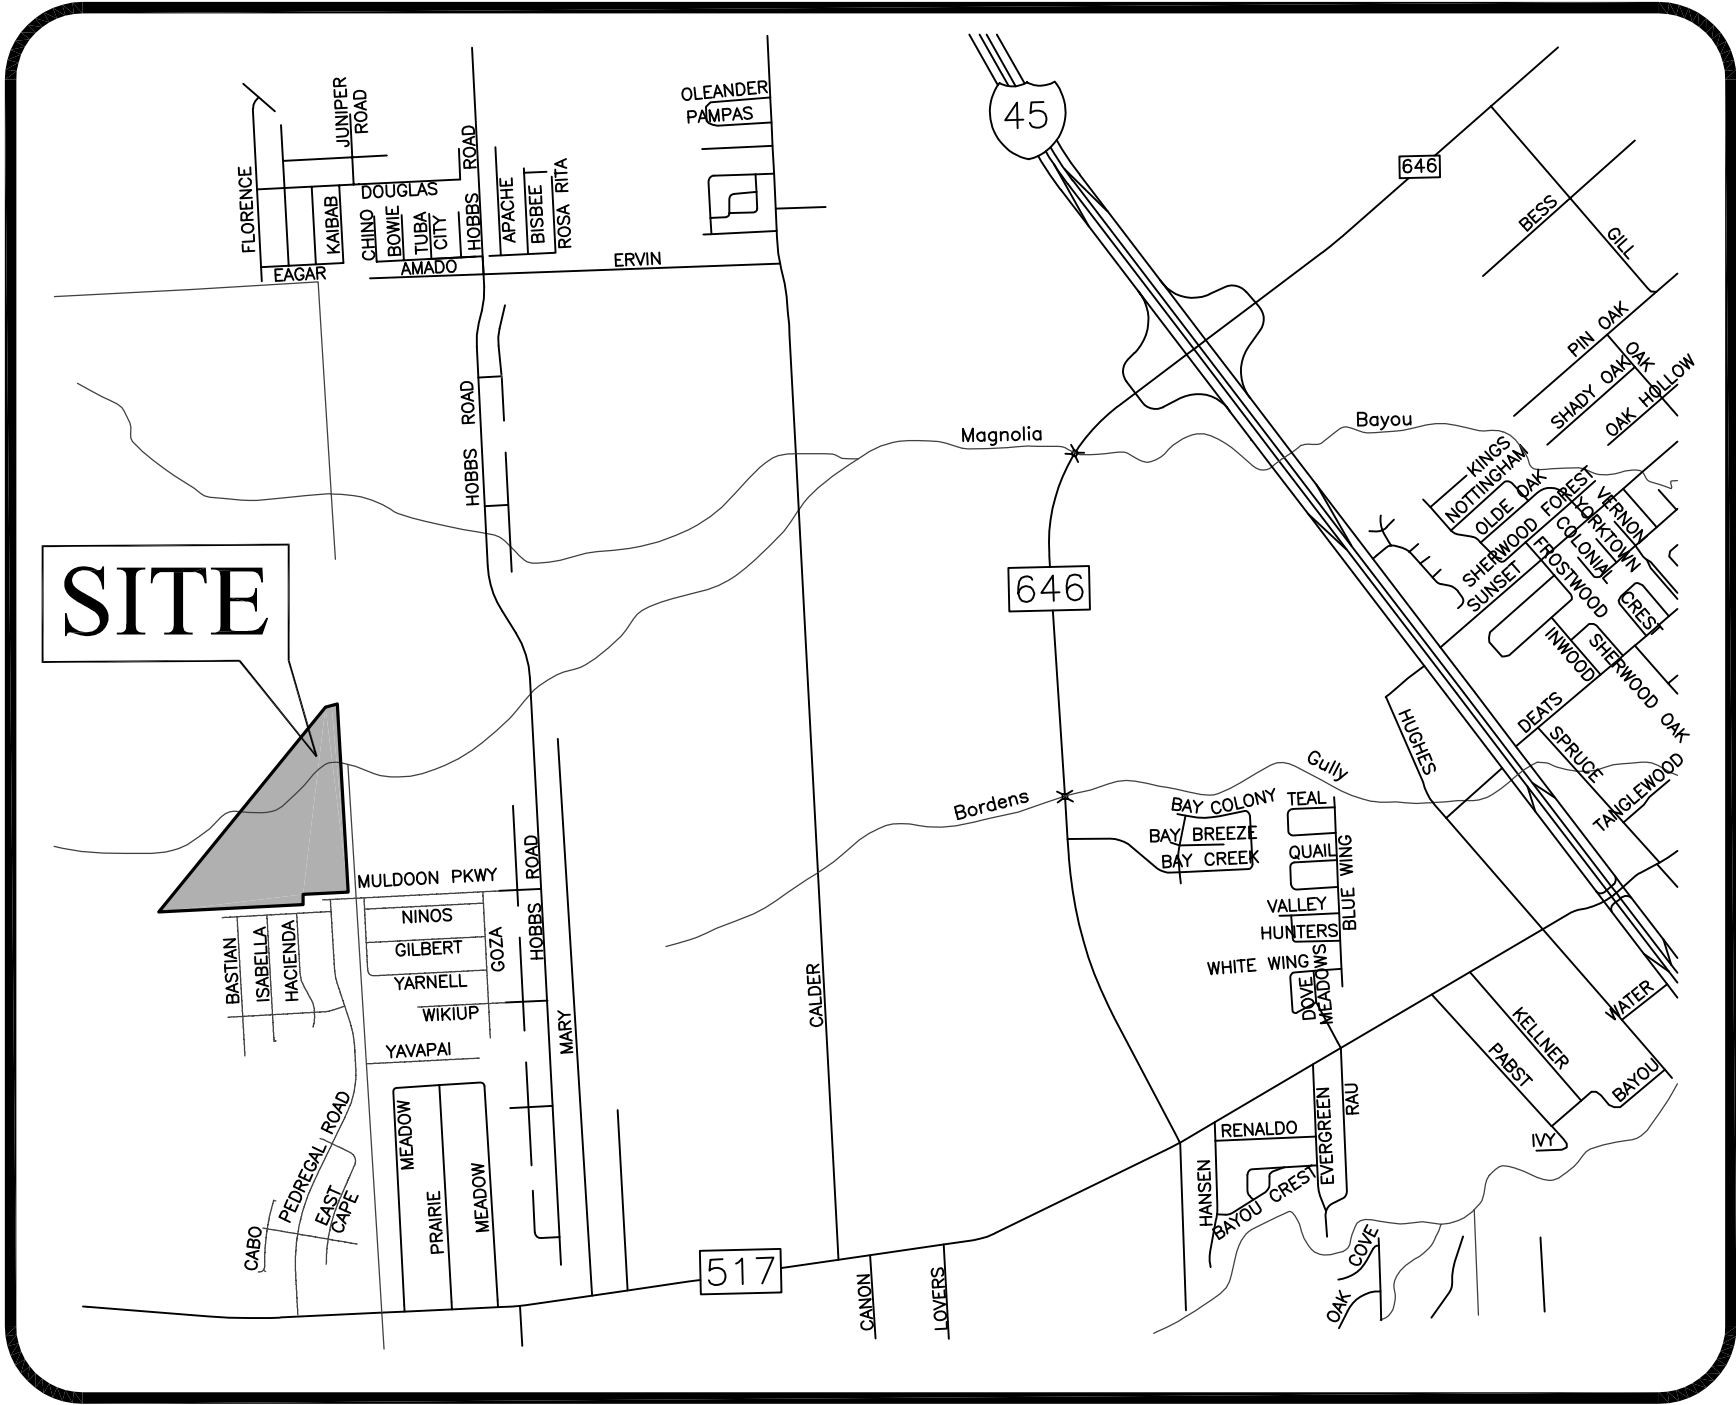 OLEANDER
PAMPAS
JUNIPER
ROAD
FLORENCE
DOUGLAS
KAIBAB
CHINO
BOWIE
TUBA
CITY
HOBBS ROAD
APACHE
BISBEE
ROSA RITA
EAGAR
AMADO
ERVIN
45
646
BESS
GILL
PIN OAK
SHADY OAK
OAK
OAK HOLLOW
HOBBS ROAD
Magnolia
Bayou
KINGS
NOTTINGHAM
OLDE OAK
SHERWOOD FOREST
SUNSET
VERNON
YORKTOWN
COLONIAL
FROSTWOOD
CREST
INWOOD
SHERWOOD OAK
SITE
646
HUGHES
DEATS
SPRUCE
TANGLEWOOD
Bordens
Gully
BAY COLONY
BAY BREEZE
BAY CREEK
TEAL
QUAIL
BLUE WING
VALLEY
HUNTERS
WHITE WING
DOVE
MEADOWS
MULDOON PKWY
NINOS
GILBERT
YARNELL
WIKIUP
YAVAPAI
GOZA
HOBBS ROAD
BASTIAN
ISABELLA
HACIENDA
MARY
CALDER
WATER
KELLNER
PABST
BAYOU
IVY
RENALDO
HANSEN
BAYOU CREST
EVERGREEN
RAU
MEADOW
PRAIRIE
MEADOW
PEDREGAL ROAD
EAST
CAPE
CABO
517
CANON
LOVERS
OAK COVE